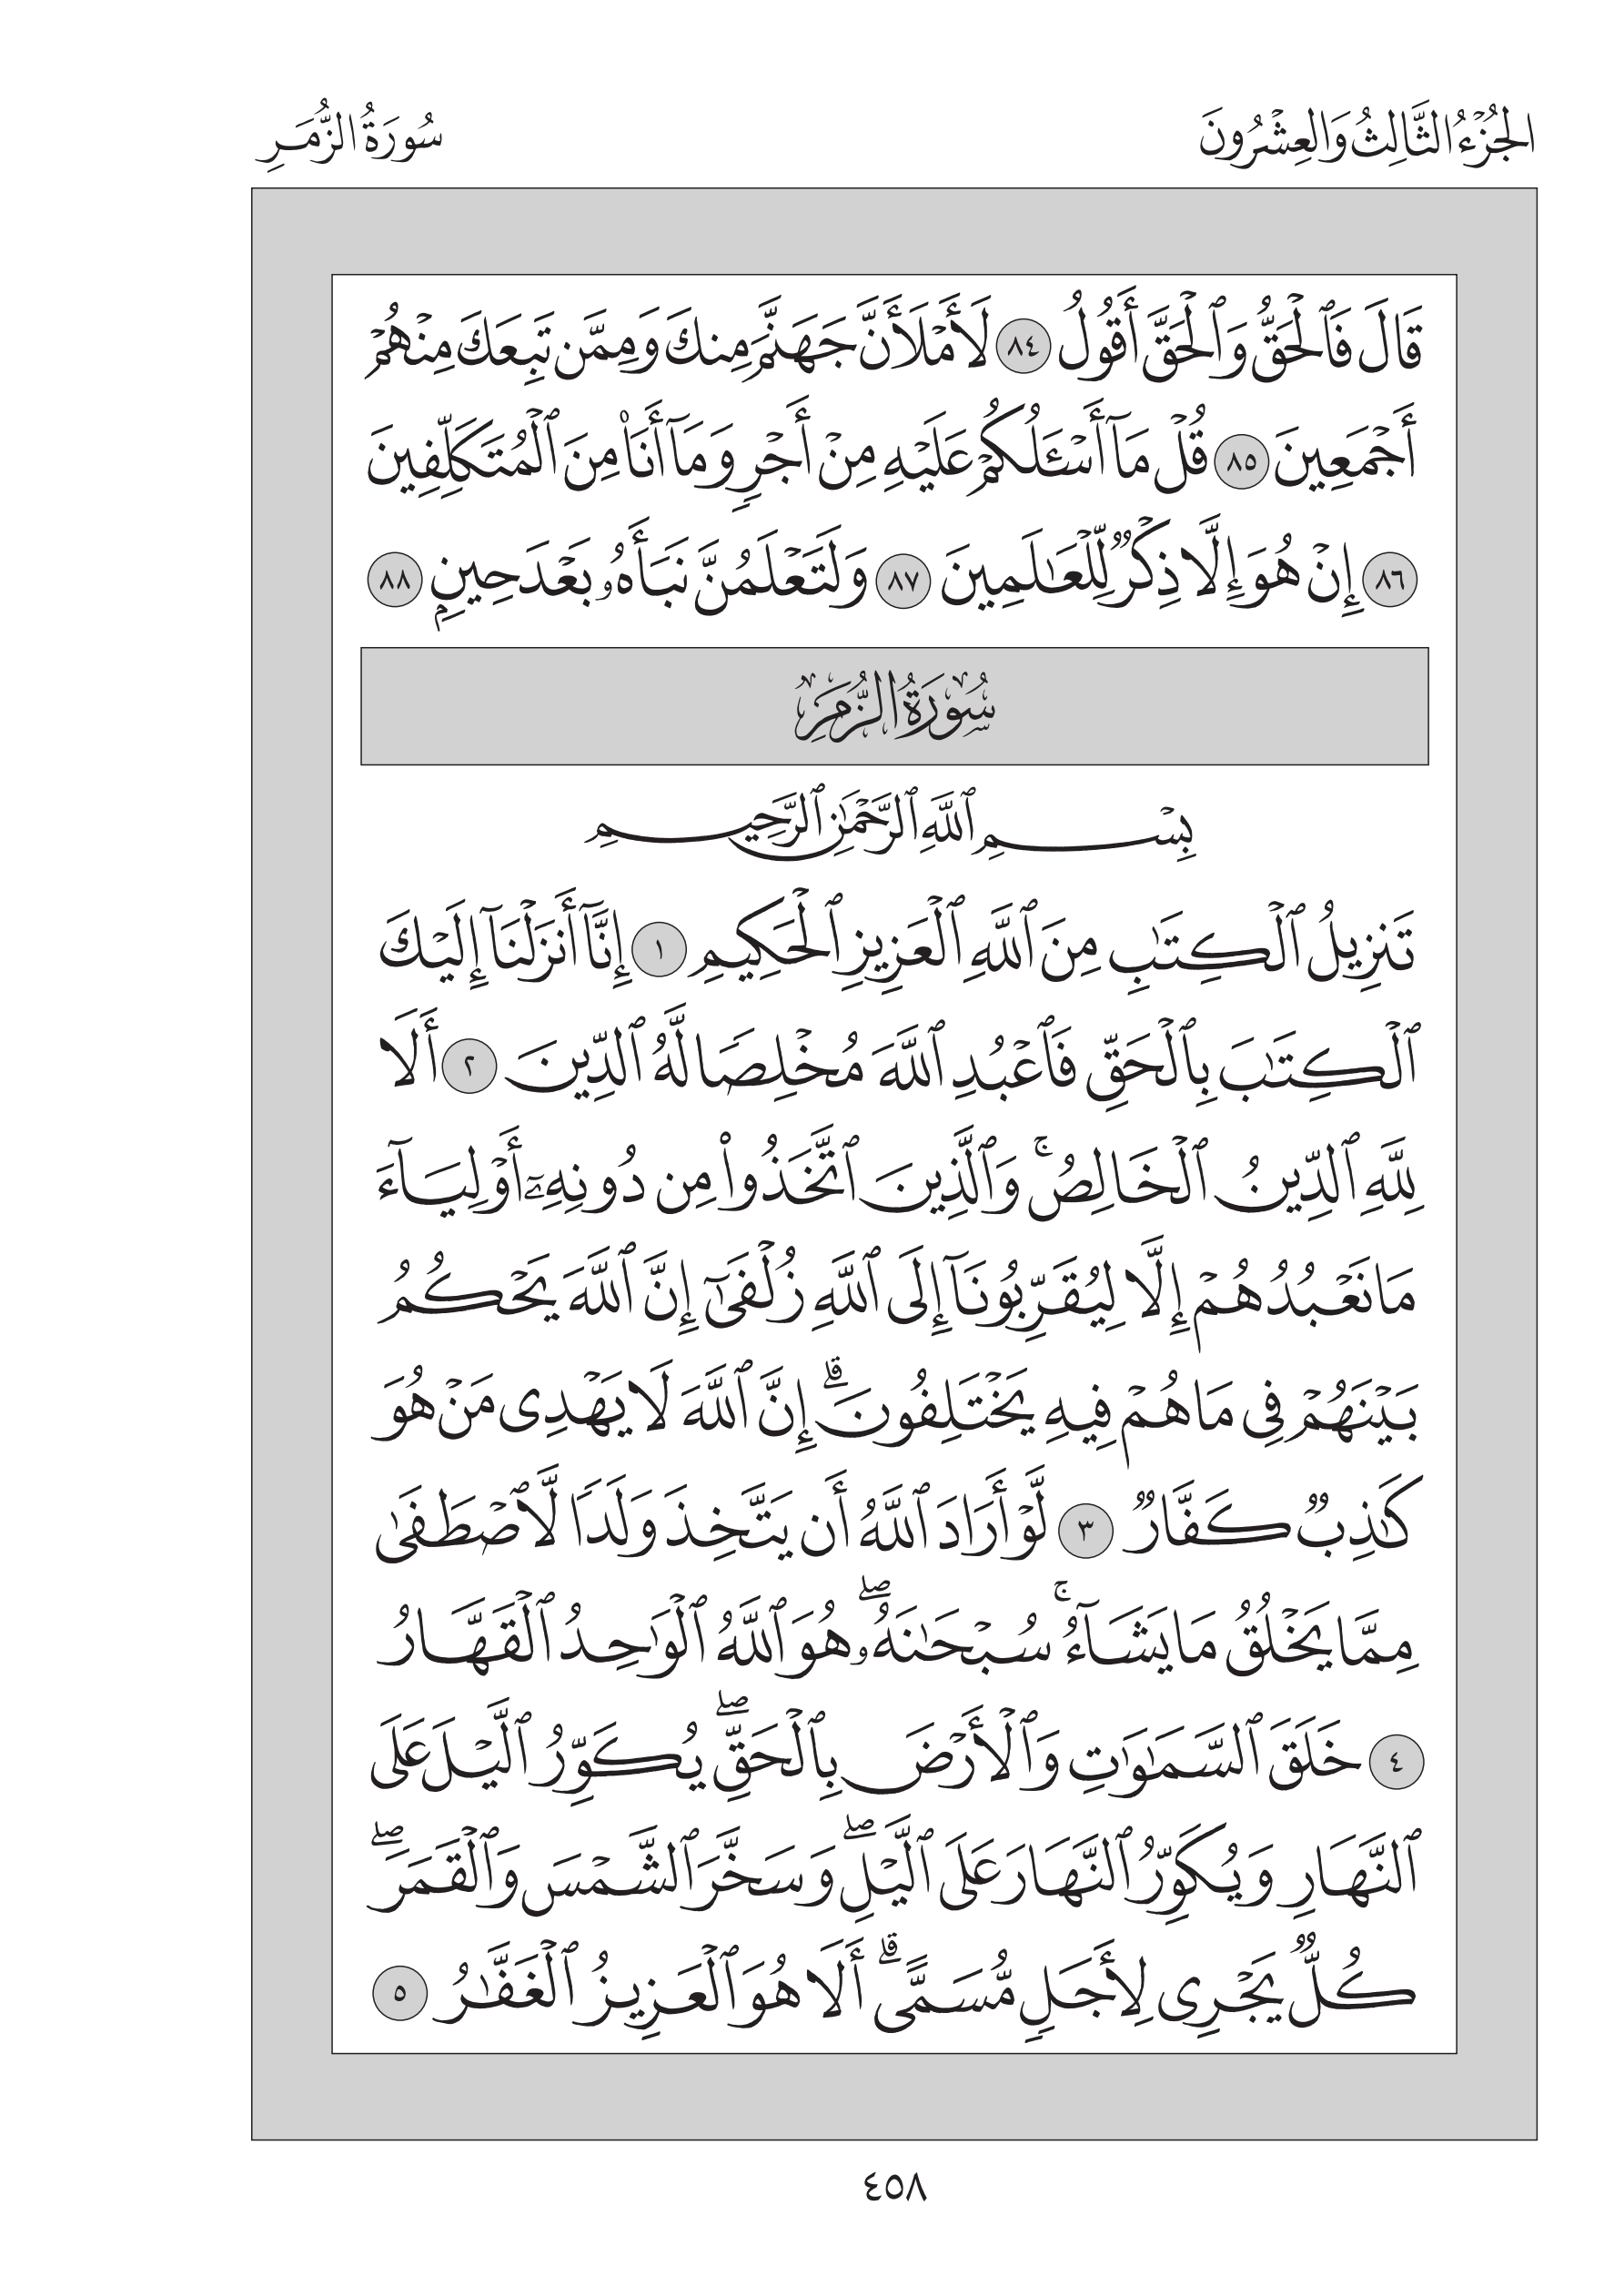 الجُزْءُ الثَّالِثُ وَالعِشْرُونَ
سُورَةُ الزُّمَرِ
قَالَ فَٱلْحَقُّ وَٱلْحَقَّ أَقُولُ ٨٤ لَأَمْلَأَنَّ جَهَنَّمَ مِنكَ وَمِمَّن تَبِعَكَ مِنْهُمْ
أَجْمَعِينَ ٨٥ قُلْ مَآ أَسْـَٔلُكُمْ عَلَيْهِ مِنْ أَجْرٍ وَمَآ أَنَا۠ مِنَ ٱلْمُتَكَلِّفِينَ
٨٦ إِنْ هُوَ إِلَّا ذِكْرٌ لِّلْعَٰلَمِينَ ٨٧ وَلَتَعْلَمُنَّ نَبَأَهُۥ بَعْدَ حِينٍۭ ٨٨
سُورَةُ الزُّمَرِ
بِسْمِ ٱللَّهِ ٱلرَّحْمَٰنِ ٱلرَّحِيمِ
تَنزِيلُ ٱلْكِتَٰبِ مِنَ ٱللَّهِ ٱلْعَزِيزِ ٱلْحَكِيمِ ١ إِنَّآ أَنزَلْنَآ إِلَيْكَ
ٱلْكِتَٰبَ بِٱلْحَقِّ فَٱعْبُدِ ٱللَّهَ مُخْلِصًا لَّهُ ٱلدِّينَ ٢ أَلَا
لِلَّهِ ٱلدِّينُ ٱلْخَالِصُ ۚ وَٱلَّذِينَ ٱتَّخَذُوا۟ مِن دُونِهِۦٓ أَوْلِيَآءَ
مَا نَعْبُدُهُمْ إِلَّا لِيُقَرِّبُونَآ إِلَى ٱللَّهِ زُلْفَىٰٓ إِنَّ ٱللَّهَ يَحْكُمُ
بَيْنَهُمْ فِى مَا هُمْ فِيهِ يَخْتَلِفُونَ ۗ إِنَّ ٱللَّهَ لَا يَهْدِى مَنْ هُوَ
كَٰذِبٌ كَفَّارٌ ٣ لَّوْ أَرَادَ ٱللَّهُ أَن يَتَّخِذَ وَلَدًا لَّٱصْطَفَىٰ
مِمَّا يَخْلُقُ مَا يَشَآءُ ۚ سُبْحَٰنَهُۥ ۖ هُوَ ٱللَّهُ ٱلْوَٰحِدُ ٱلْقَهَّارُ
٤ خَلَقَ ٱلسَّمَٰوَٰتِ وَٱلْأَرْضَ بِٱلْحَقِّ ۖ يُكَوِّرُ ٱلَّيْلَ عَلَى
ٱلنَّهَارِ وَيُكَوِّرُ ٱلنَّهَارَ عَلَى ٱلَّيْلِ ۖ وَسَخَّرَ ٱلشَّمْسَ وَٱلْقَمَرَ ۖ
كُلٌّ يَجْرِى لِأَجَلٍ مُّسَمًّى ۗ أَلَا هُوَ ٱلْعَزِيزُ ٱلْغَفَّٰرُ ٥
٤٥٨